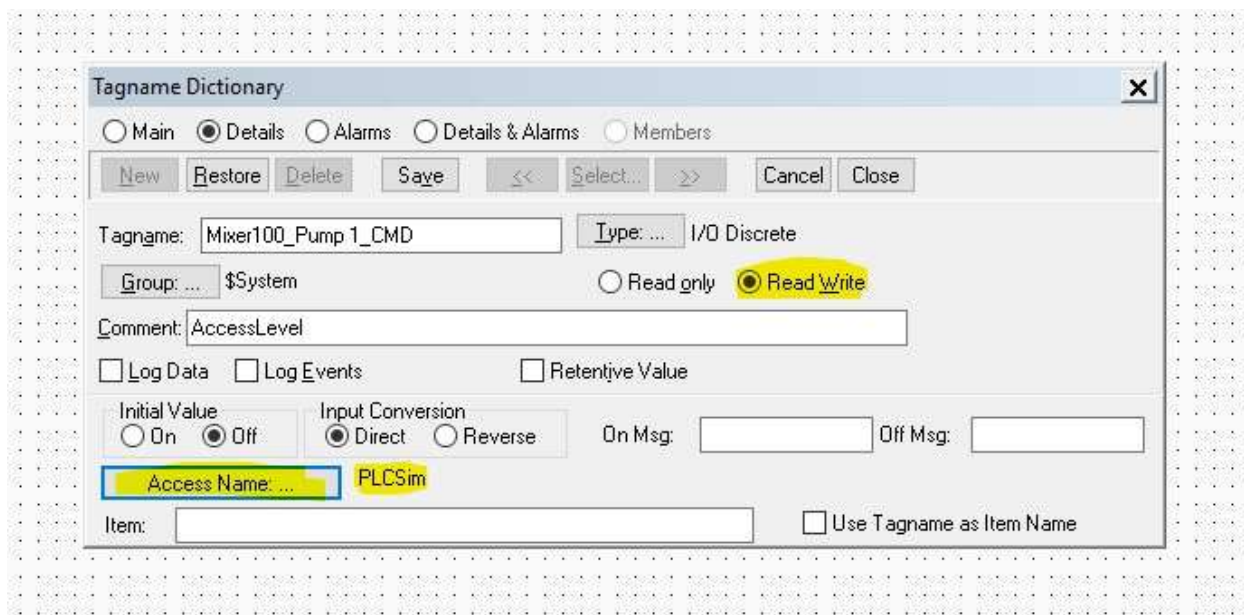 Tagname Dictionary
Main Details Alarms Details & Alarms Members
New Restore Delete Save << Select... >> Cancel Close
Tagname: Mixer100_Pump 1_CMD Type: ... I/O Discrete
Group: ... $System Read only Read Write
Comment: AccessLevel
Log Data Log Events Retentive Value
Initial Value Input Conversion
On Off Direct Reverse On Msg: Off Msg:
Access Name: ... PLCSim
Item: Use Tagname as Item Name